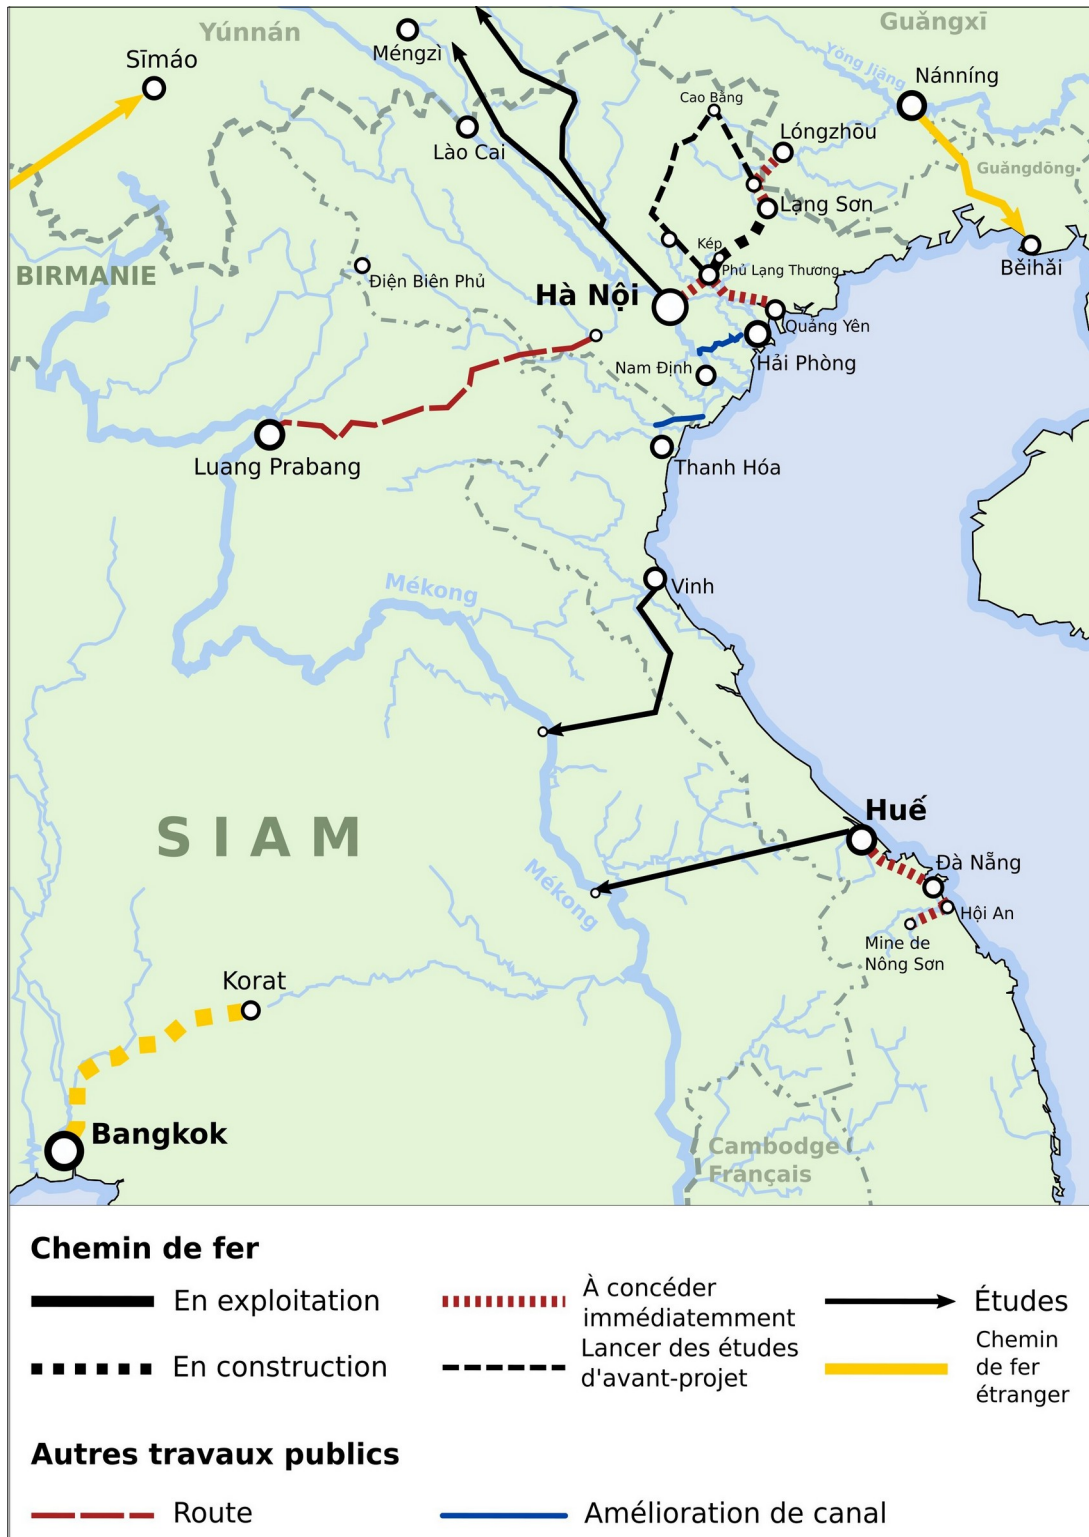 Yúnnán
Guǎngxī
Méngzì
Sīmáo
Yōng Jiāng
Nánníng
Cao Bằng
Lóngzhōu
Lào Cai
Guǎngdōng
Lạng Sơn
BIRMANIE
Điện Biên Phủ
Kép
Phủ Lạng Thương
Běihǎi
Hà Nội
Quảng Yên
Nam Định
Hải Phòng
Luang Prabang
Thanh Hóa
Mékong
Vinh
SIAM
Huế
Mékong
Đà Nẵng
Hội An
Mine de
Nông Sơn
Korat
Bangkok
Cambodge
Français
Chemin de fer
En exploitation
À concéder
immédiatemment
Études
En construction
Lancer des études
d'avant-projet
Chemin
de fer
étranger
Autres travaux publics
Route
Amélioration de canal